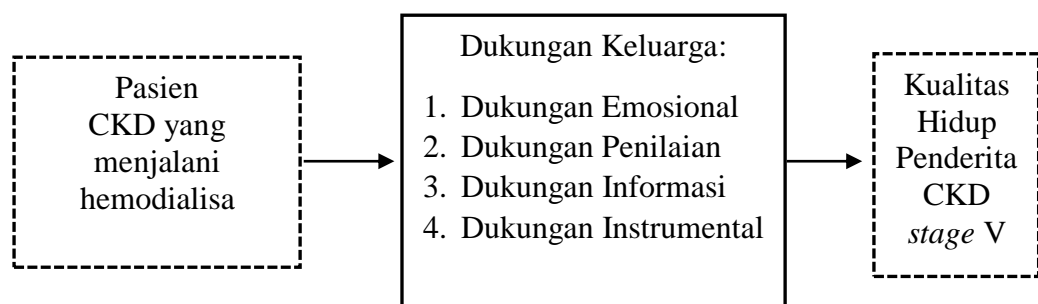 Pasien
CKD yang
menjalani
hemodialisa
Dukungan Keluarga:
1. Dukungan Emosional
2. Dukungan Penilaian
3. Dukungan Informasi
4. Dukungan Instrumental
Kualitas
Hidup
Penderita
CKD
stage V